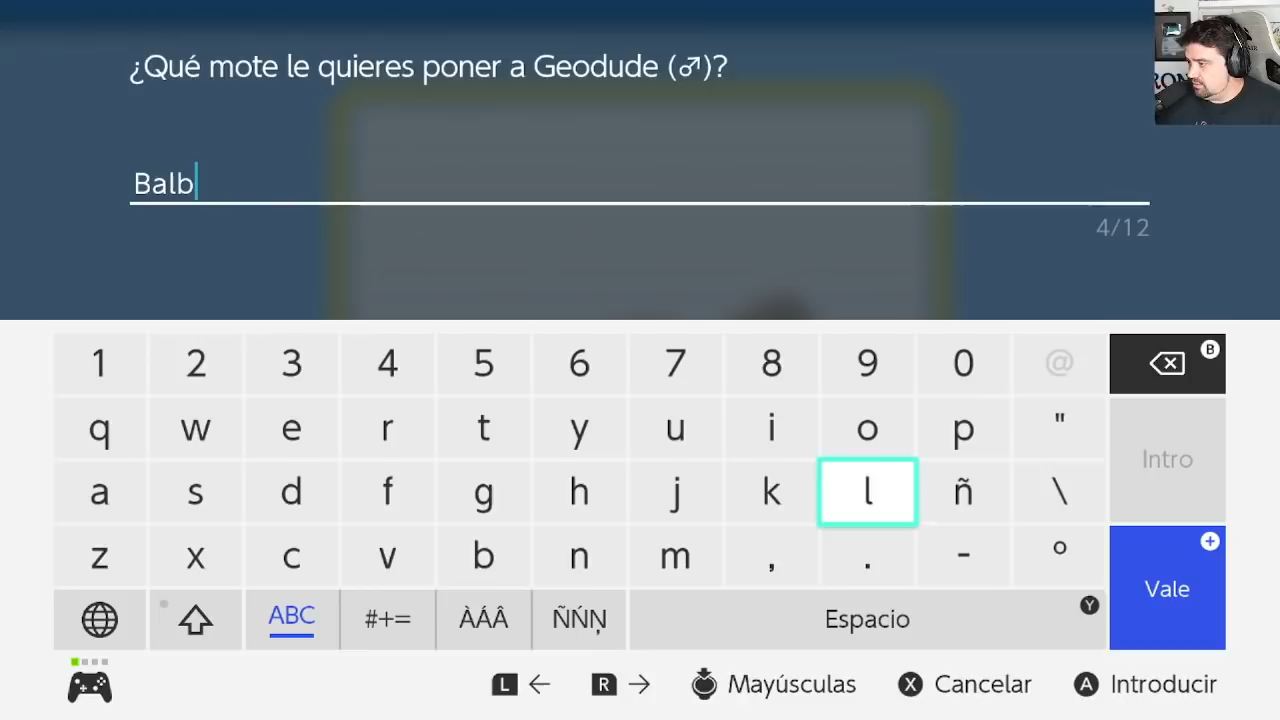 ¿Qué mote le quieres poner a Geodude (♂)?
Balb
4/12
1 2 3 4 5 6 7 8 9 0 @ B
q w e r t y u i o p " Intro
a s d f g h j k l ñ \
z x c v b n m , . - º + Vale
ABC #+= ÀÁÂ ÑŃŅ Espacio Y
L ← R → Mayúsculas X Cancelar A Introducir